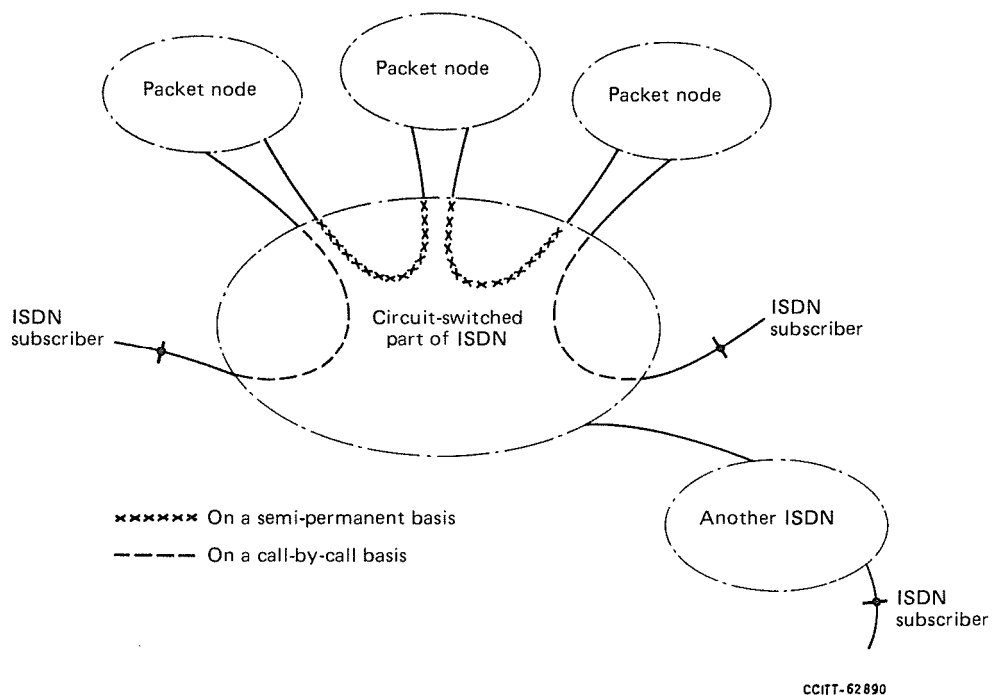 Packet node
Packet node
Packet node
ISDN
subscriber
Circuit-switched
part of ISDN
ISDN
subscriber
On a semi-permanent basis
On a call-by-call basis
Another ISDN
ISDN
subscriber
CCITT-62890